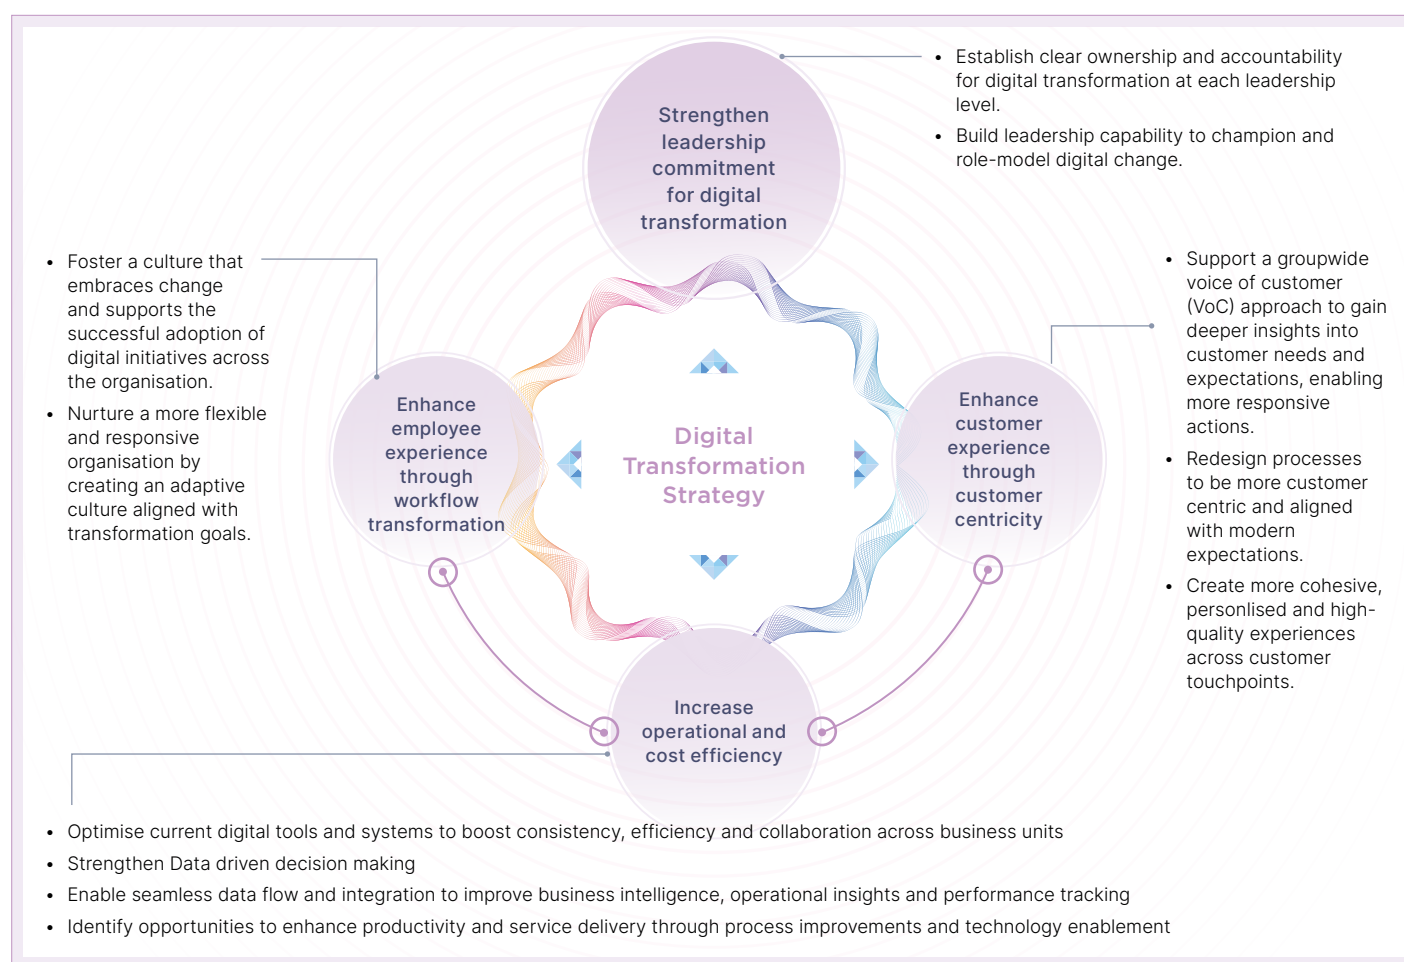 Strengthen
leadership
commitment
for digital
transformation
• Establish clear ownership and accountability
for digital transformation at each leadership
level.
• Build leadership capability to champion and
role-model digital change.
• Foster a culture that
embraces change
and supports the
successful adoption of
digital initiatives across
the organisation.
• Nurture a more flexible
and responsive
organisation by
creating an adaptive
culture aligned with
transformation goals.
Enhance
employee
experience
through
workflow
transformation
Digital
Transformation
Strategy
Enhance
customer
experience
through
customer
centricity
• Support a groupwide
voice of customer
(VoC) approach to gain
deeper insights into
customer needs and
expectations, enabling
more responsive
actions.
• Redesign processes
to be more customer
centric and aligned
with modern
expectations.
• Create more cohesive,
personlised and high-
quality experiences
across customer
touchpoints.
Increase
operational and
cost efficiency
• Optimise current digital tools and systems to boost consistency, efficiency and collaboration across business units
• Strengthen Data driven decision making
• Enable seamless data flow and integration to improve business intelligence, operational insights and performance tracking
• Identify opportunities to enhance productivity and service delivery through process improvements and technology enablement